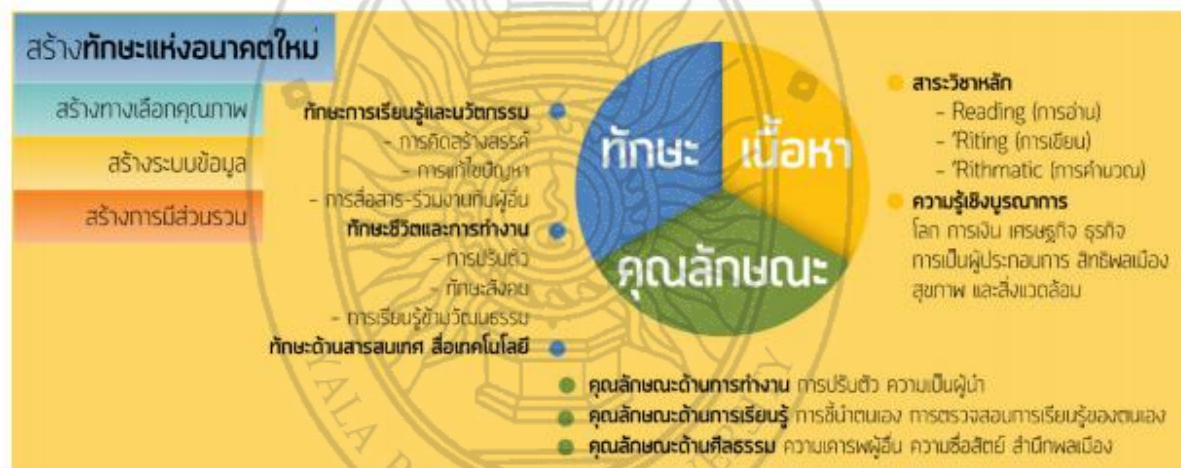 สร้างทักษะแห่งอนาคตใหม่
สร้างทางเลือกคุณภาพ
สร้างระบบข้อมูล
สร้างการมีส่วนรวม
ทักษะการเรียนรู้และนวัตกรรม
- การคิดสร้างสรรค์
- การแก้ไขปัญหา
- การสื่อสาร-ร่วมงานกับผู้อื่น
ทักษะชีวิตและการทำงาน
- การปรับตัว
- ทักษะสังคม
- การเรียนรู้ข้ามวัฒนธรรม
ทักษะด้านสารสนเทศ สื่อเทคโนโลยี
ทักษะ
เนื้อหา
คุณลักษณะ
สาระวิชาหลัก
- Reading (การอ่าน)
- 'Riting (การเขียน)
- 'Rithmatic (การคำนวณ)
ความรู้เชิงบูรณาการ
โลก การเงิน เศรษฐกิจ ธุรกิจ
การเป็นผู้ประกอบการ สิทธิพลเมือง
สุขภาพ และสิ่งแวดล้อม
คุณลักษณะด้านการทำงาน การปรับตัว ความเป็นผู้นำ
คุณลักษณะด้านการเรียนรู้ การชี้นำตนเอง การตรวจสอบการเรียนรู้ของตนเอง
คุณลักษณะด้านศีลธรรม ความเคารพผู้อื่น ความซื่อสัตย์ สำนึกพลเมือง